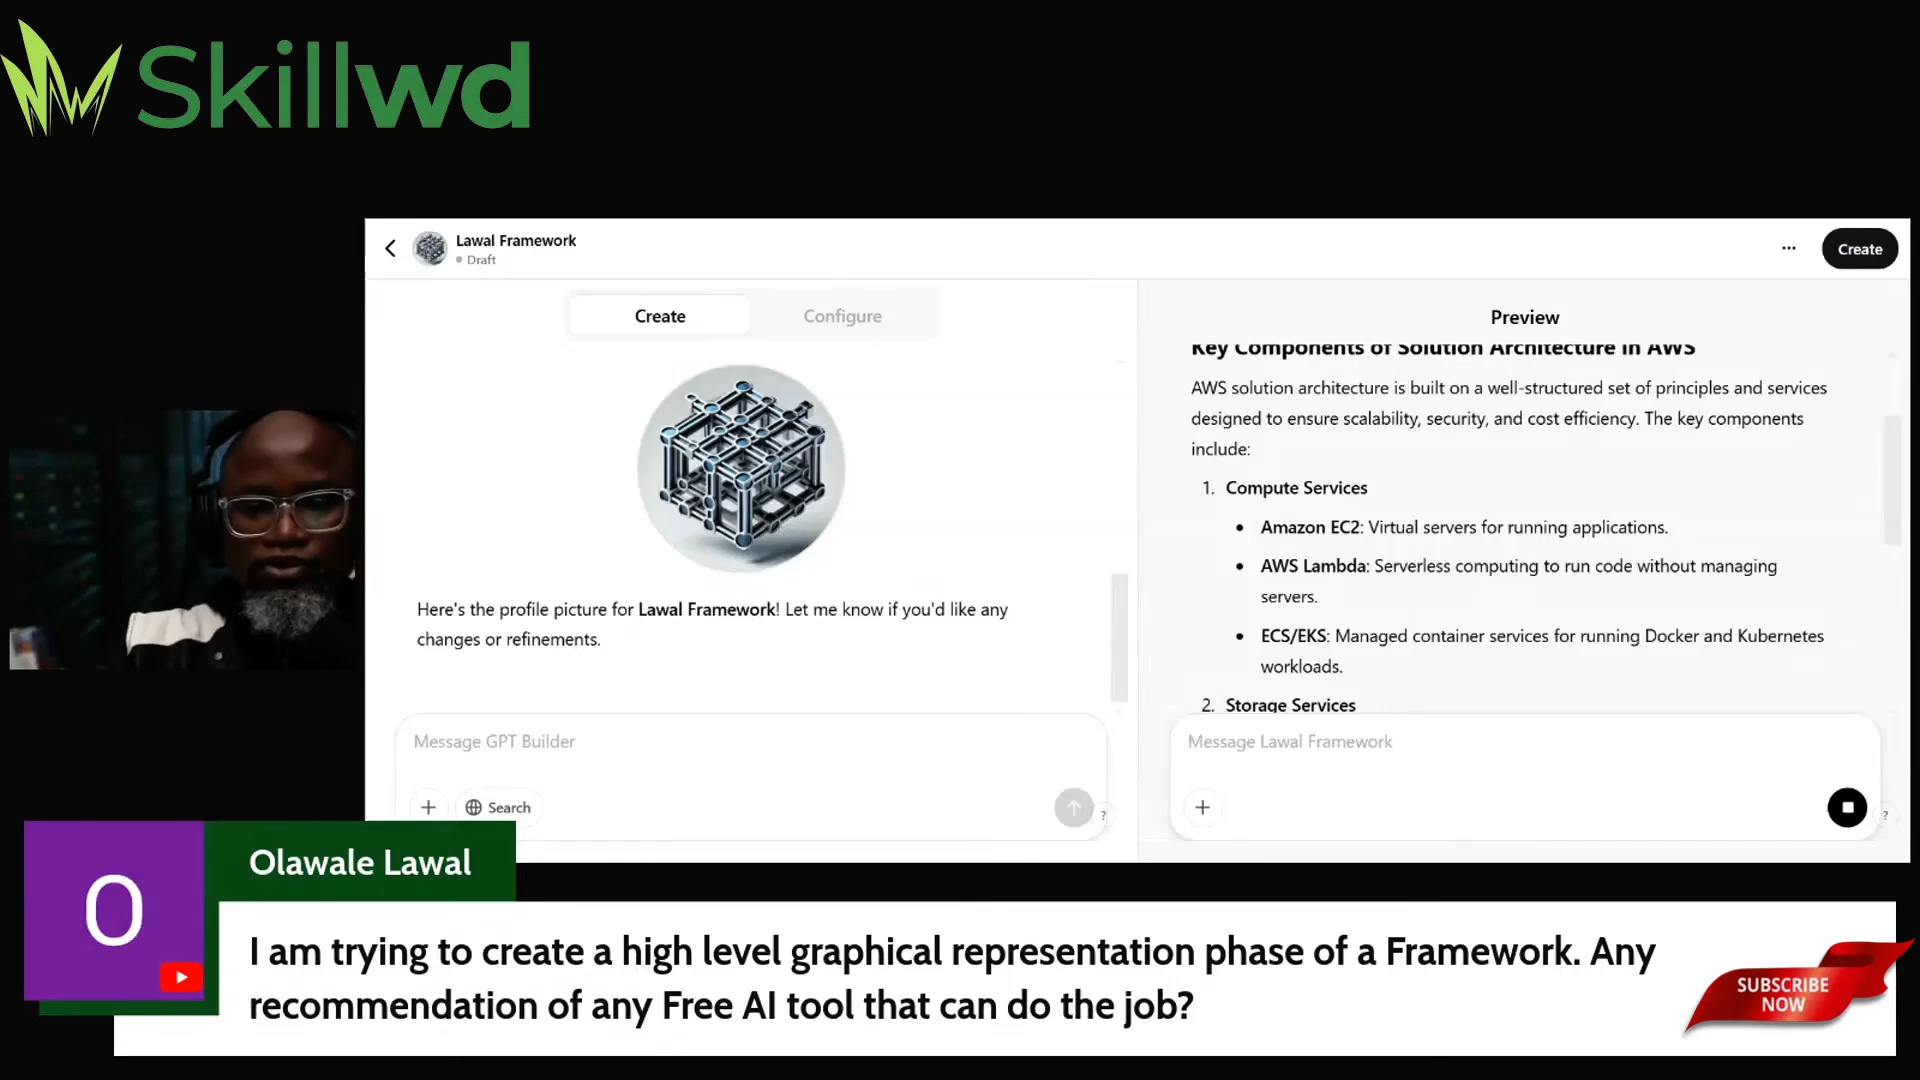 Skillwd
Lawal Framework
Draft
Create
Create
Configure
Here's the profile picture for Lawal Framework! Let me know if you'd like any
changes or refinements.
Message GPT Builder
Search
?
Preview
Key Components of Solution Architecture in AWS
AWS solution architecture is built on a well-structured set of principles and services
designed to ensure scalability, security, and cost efficiency. The key components
include:
1. Compute Services
• Amazon EC2: Virtual servers for running applications.
• AWS Lambda: Serverless computing to run code without managing
servers.
• ECS/EKS: Managed container services for running Docker and Kubernetes
workloads.
2. Storage Services
Message Lawal Framework
?
O
Olawale Lawal
I am trying to create a high level graphical representation phase of a Framework. Any
recommendation of any Free AI tool that can do the job?
SUBSCRIBE
NOW